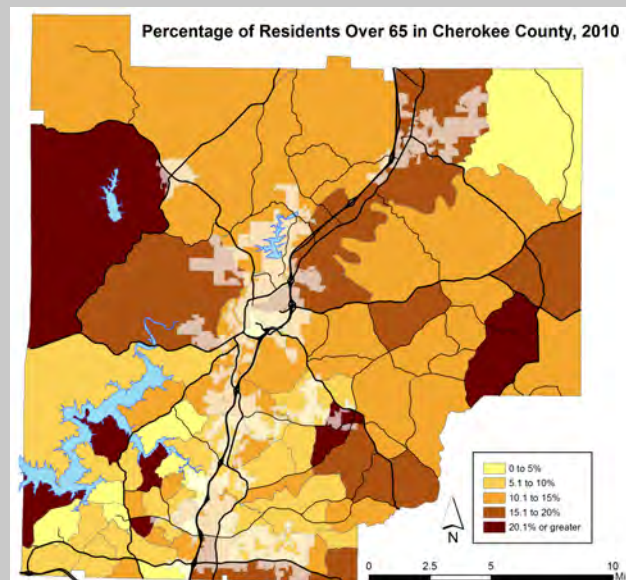 Percentage of Residents Over 65 in Cherokee County, 2010
0 to 5%
5.1 to 10%
10.1 to 15%
15.1 to 20%
20.1% or greater
N
0 2.5 5 10
Mi